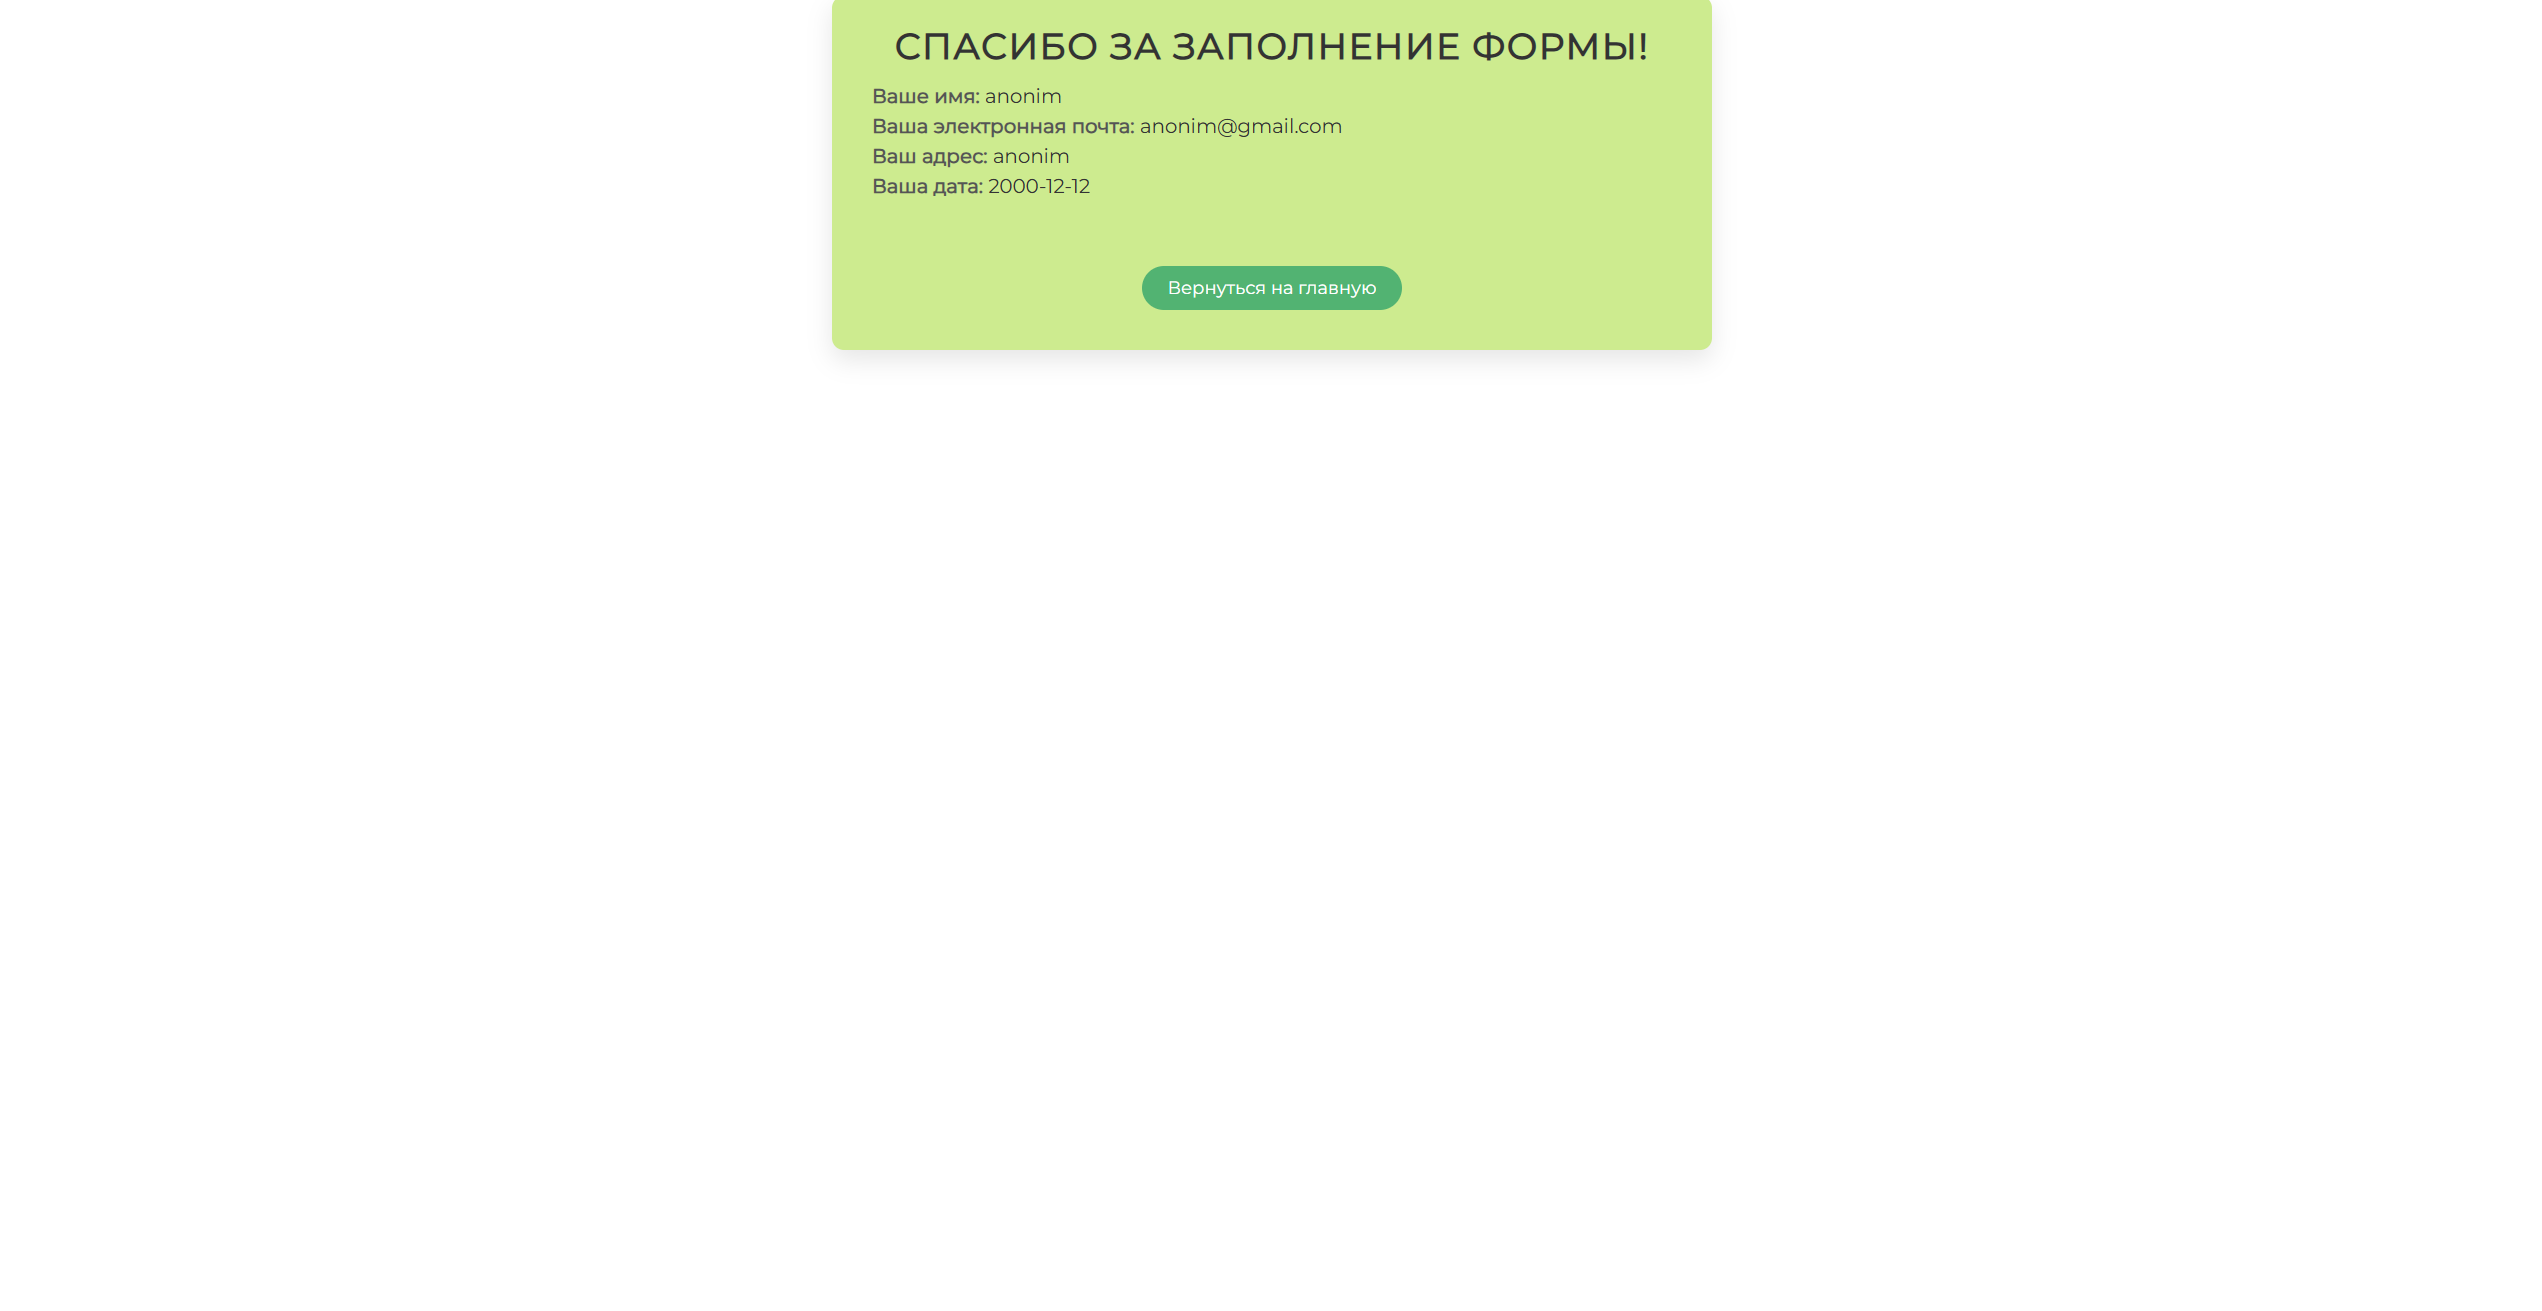 СПАСИБО ЗА ЗАПОЛНЕНИЕ ФОРМЫ!
Ваше имя: anonim
Ваша электронная почта: anonim@gmail.com
Ваш адрес: anonim
Ваша дата: 2000-12-12
Вернуться на главную